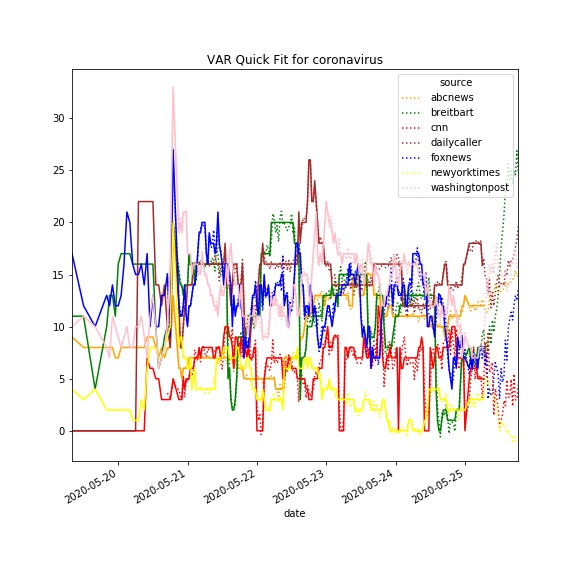 VAR Quick Fit for coronavirus
source
abcnews
breitbart
cnn
dailycaller
foxnews
newyorktimes
washingtonpost
30
25
20
15
10
5
0
2020-05-20
2020-05-21
2020-05-22
2020-05-23
2020-05-24
2020-05-25
date